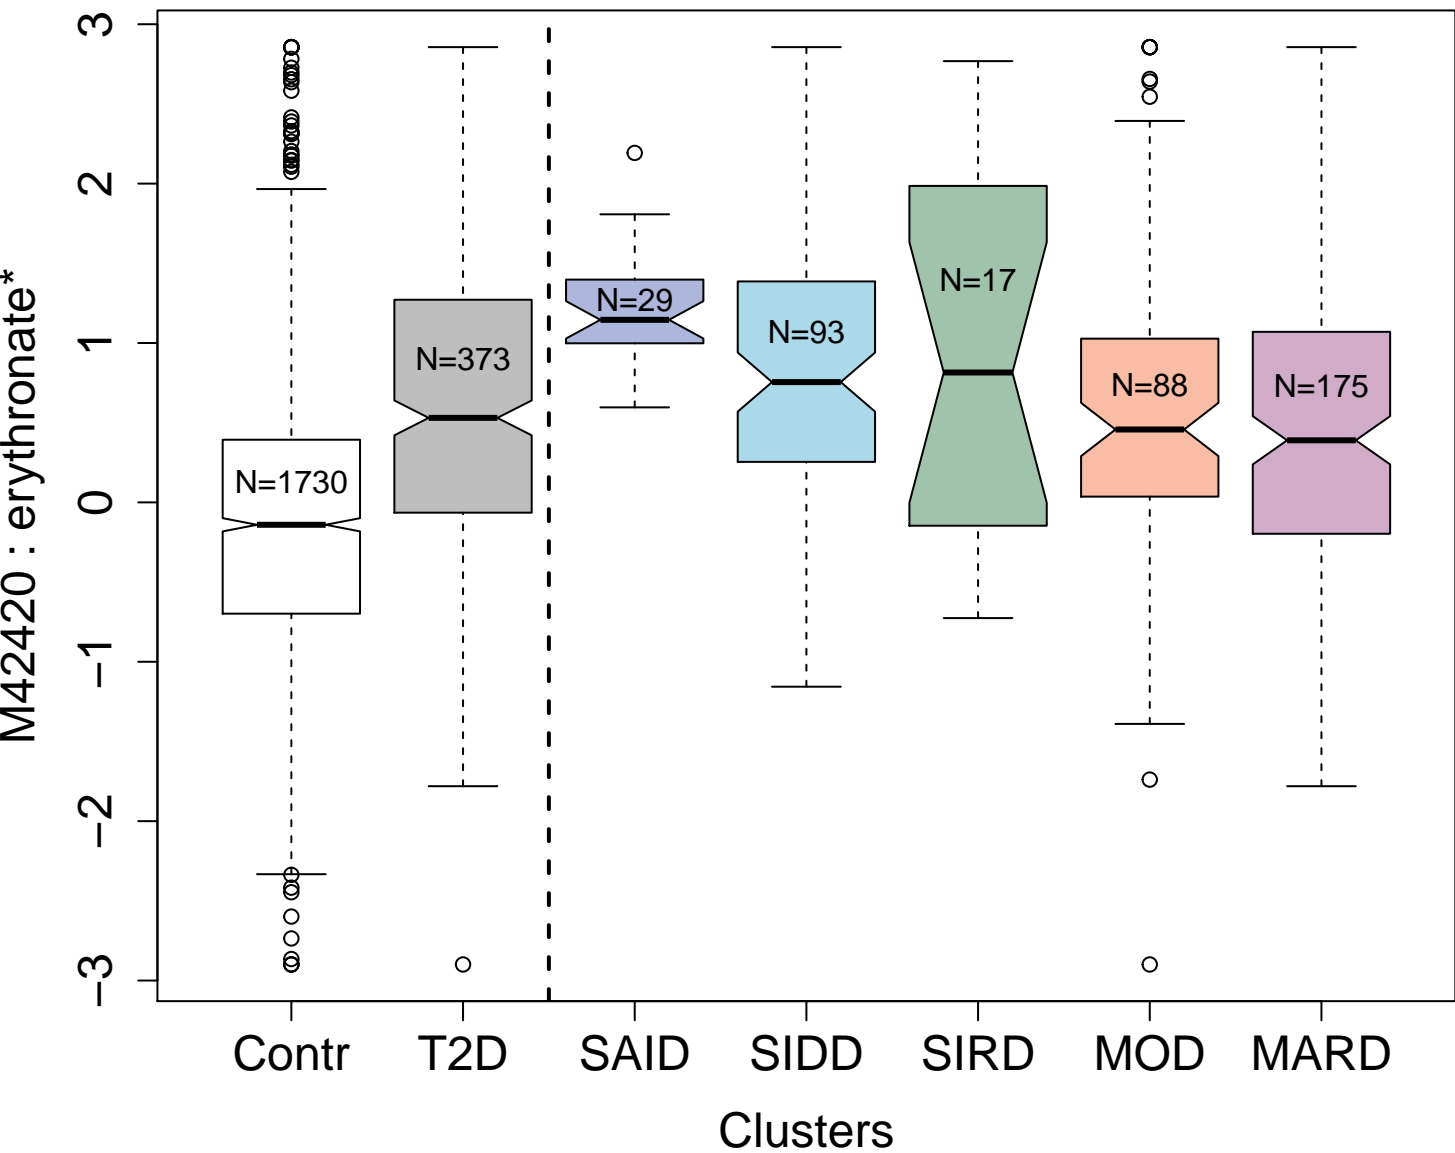 M42420 : erythronate*
3
2
1
0
−1
−2
−3
N=1730
N=373
N=29
N=93
N=17
N=88
N=175
Contr T2D SAID SIDD SIRD MOD MARD
Clusters